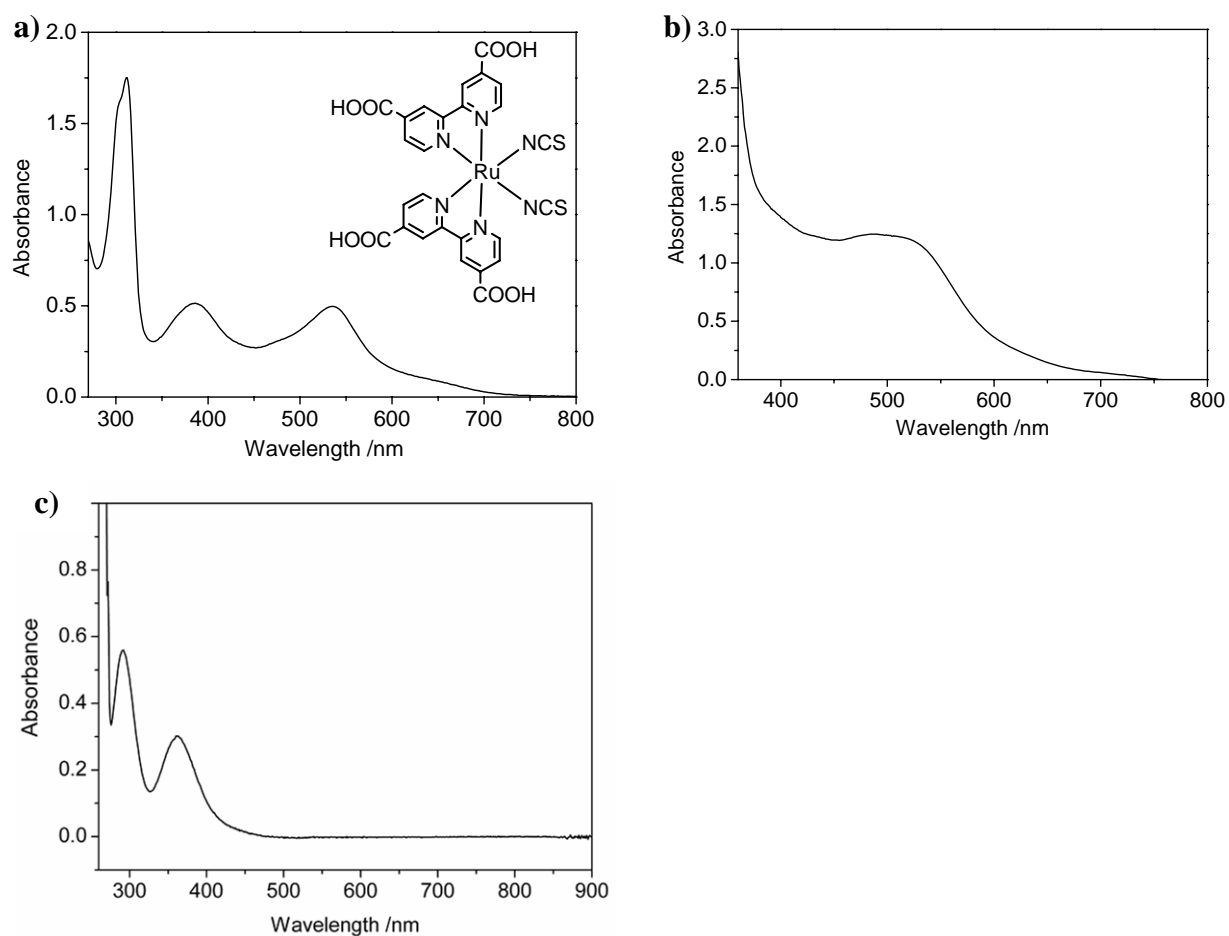 a)
2.0
1.5
1.0
0.5
0.0
Absorbance
300 400 500 600 700 800
Wavelength /nm
COOH
HOOC
N
N
NCS
Ru
NCS
N
N
HOOC
COOH
b)
3.0
2.5
2.0
1.5
1.0
0.5
0.0
Absorbance
400 500 600 700 800
Wavelength /nm
c)
0.8
0.6
0.4
0.2
0.0
Absorbance
300 400 500 600 700 800 900
Wavelength /nm